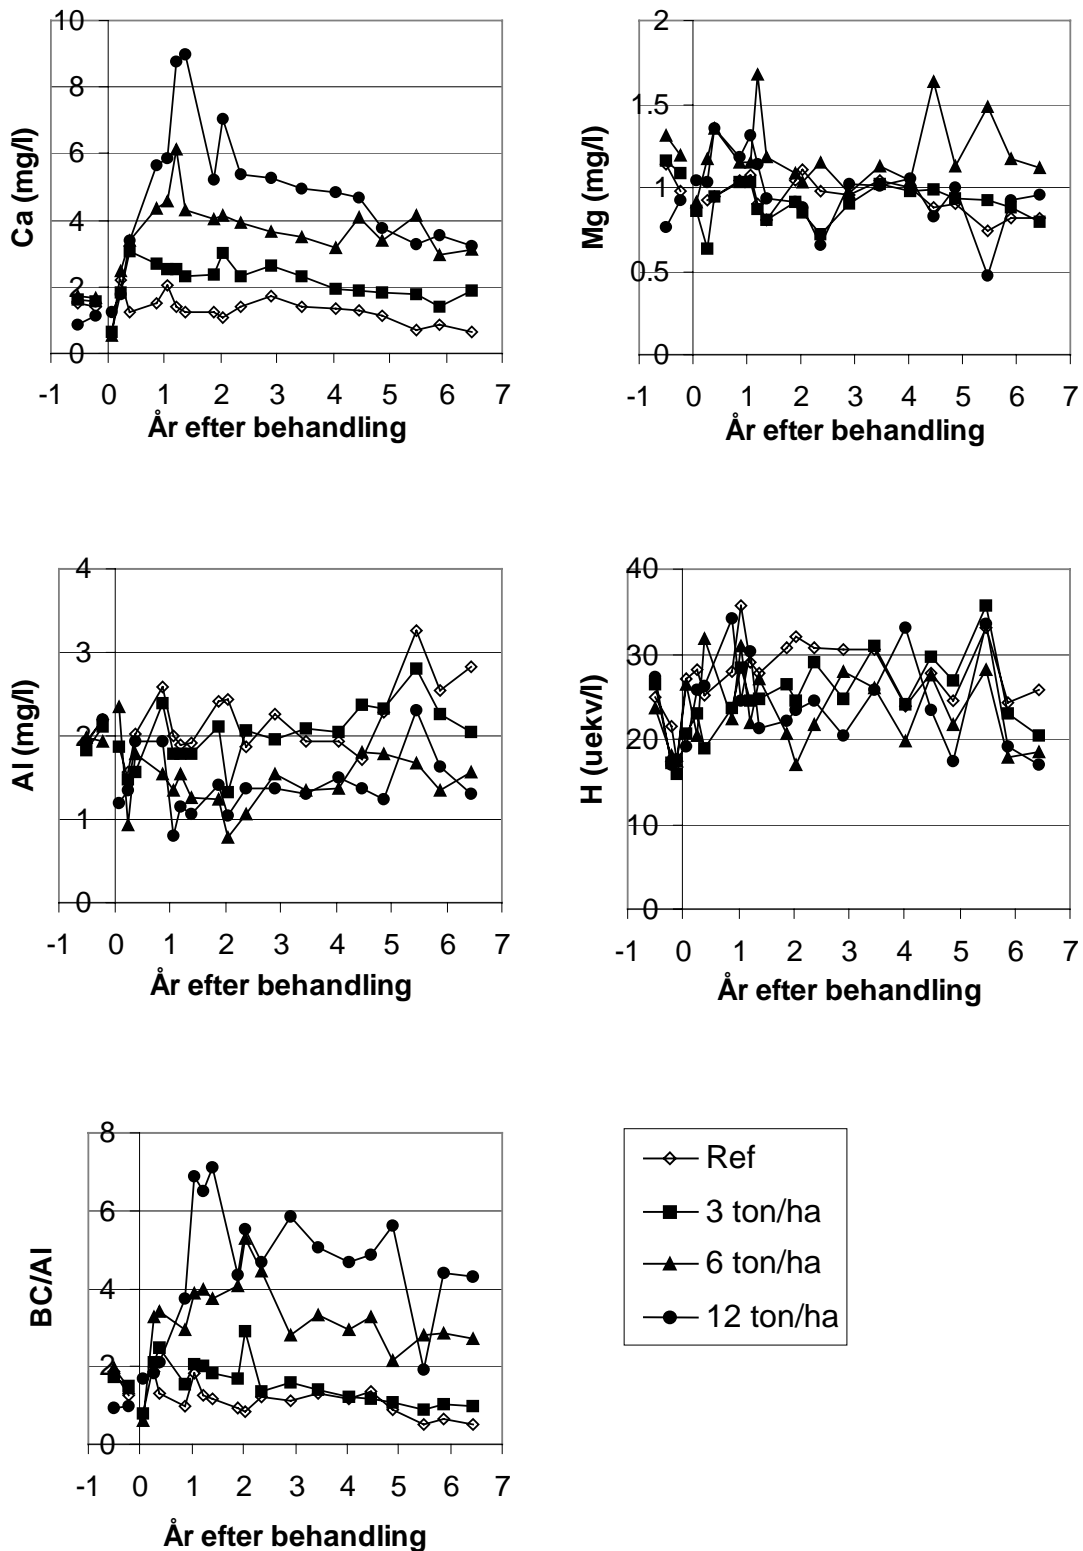 10
8
6
4
2
0
-1 0 1 2 3 4 5 6 7
Ca (mg/l)
År efter behandling
2
1.5
1
0.5
0
-1 0 1 2 3 4 5 6 7
Mg (mg/l)
År efter behandling
4
3
2
1
0
-1 0 1 2 3 4 5 6 7
Al (mg/l)
År efter behandling
40
30
20
10
0
-1 0 1 2 3 4 5 6 7
H (uekv/l)
År efter behandling
8
6
4
2
0
-1 0 1 2 3 4 5 6 7
BC/Al
År efter behandling
Ref
3 ton/ha
6 ton/ha
12 ton/ha